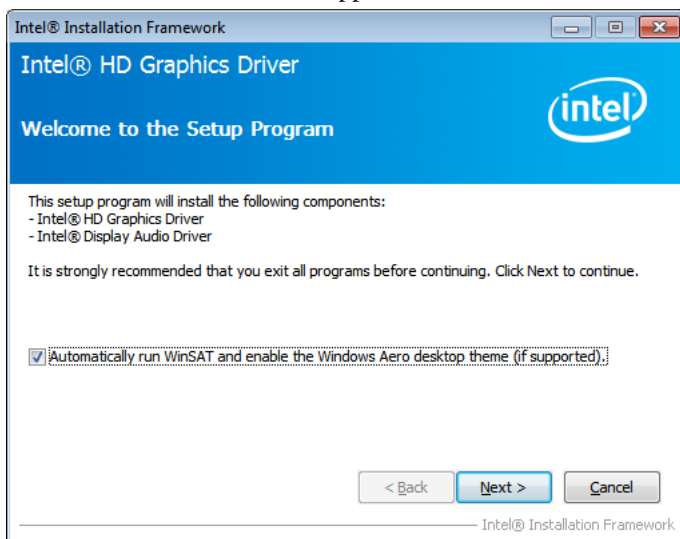 Intel® Installation Framework
Intel® HD Graphics Driver
intel
Welcome to the Setup Program
This setup program will install the following components:
- Intel® HD Graphics Driver
- Intel® Display Audio Driver
It is strongly recommended that you exit all programs before continuing. Click Next to continue.
Automatically run WinSAT and enable the Windows Aero desktop theme (if supported).
< Back Next > Cancel
Intel® Installation Framework